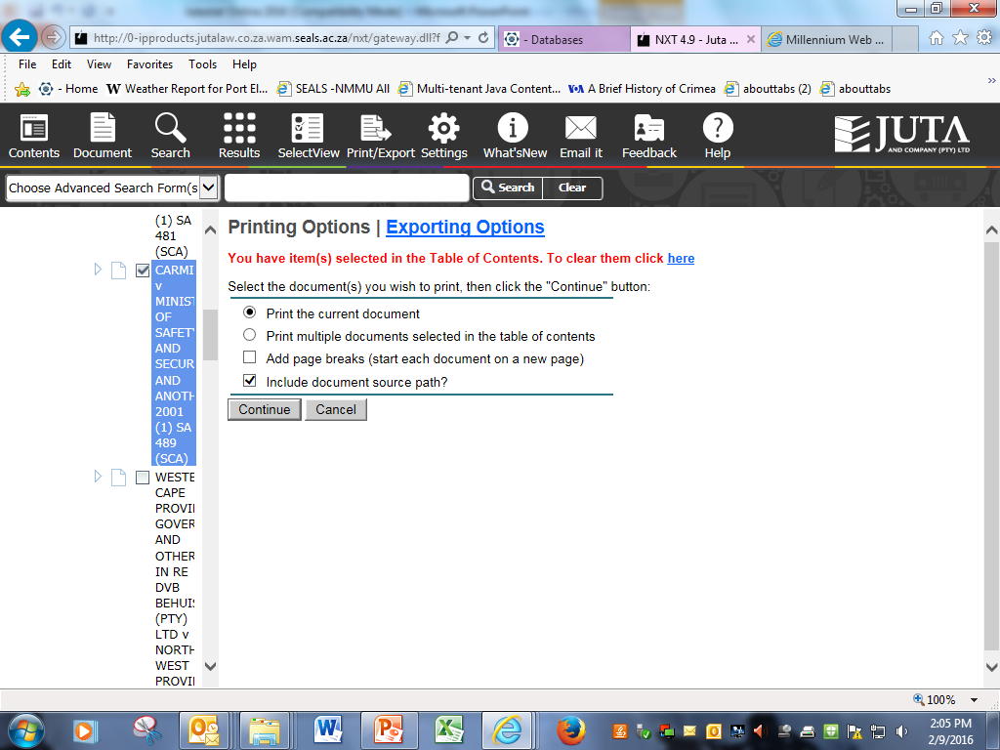 http://0-ipproducts.jutalaw.co.za.wam.seals.ac.za/nxt/gateway.dll?f
- Databases
NXT 4.9 - Juta ...
Millennium Web ...
File Edit View Favorites Tools Help
- Home
Weather Report for Port El...
SEALS -NMMU All
Multi-tenant Java Content...
VOA A Brief History of Crimea
abouttabs (2)
abouttabs
Contents Document Search Results SelectView Print/Export Settings What'sNew Email it Feedback Help
JUTA
AND COMPANY (PTY) LTD
Choose Advanced Search Form(s
Search Clear
(1) SA
481
(SCA)
CARMI
v
MINIST
OF
SAFET
AND
SECUR
AND
ANOTH
2001
(1) SA
489
(SCA)
WESTE
CAPE
PROVI
GOVER
AND
OTHER
IN RE
DVB
BEHUIS
(PTY)
LTD v
NORTH
WEST
PROVI
Printing Options | Exporting Options
You have item(s) selected in the Table of Contents. To clear them click here
Select the document(s) you wish to print, then click the "Continue" button:
Print the current document
Print multiple documents selected in the table of contents
Add page breaks (start each document on a new page)
Include document source path?
Continue Cancel
100%
2:05 PM
2/9/2016